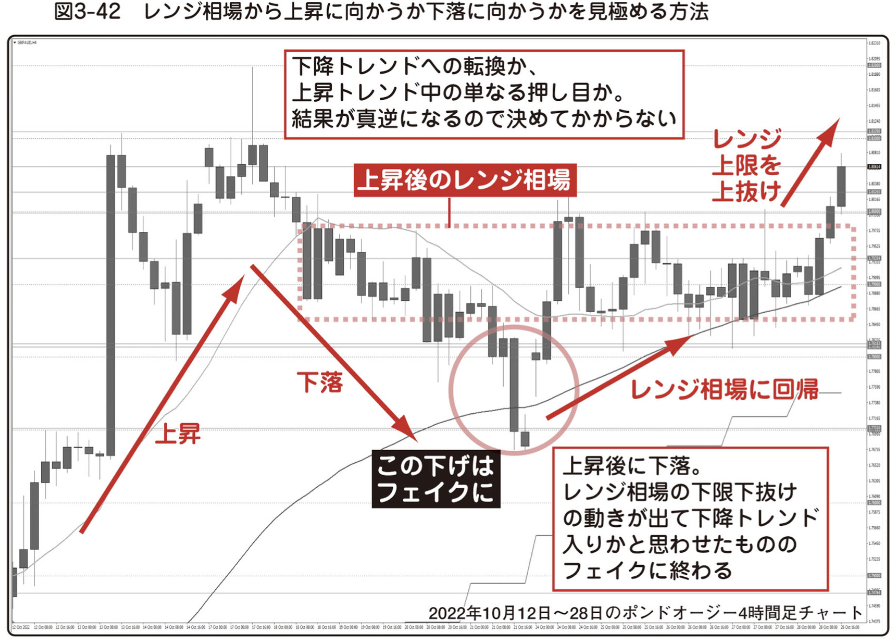 図3-42　レンジ相場から上昇に向かうか下落に向かうかを見極める方法
下降トレンドへの転換か、
上昇トレンド中の単なる押し目か。
結果が真逆になるので決めてかからない
レンジ
上限を
上抜け
上昇後のレンジ相場
下落
上昇
レンジ相場に回帰
この下げは
フェイクに
上昇後に下落。
レンジ相場の下限下抜け
の動きが出て下降トレンド
入りかと思わせたものの
フェイクに終わる
2022年10月12日〜28日のポンドオージー4時間足チャート